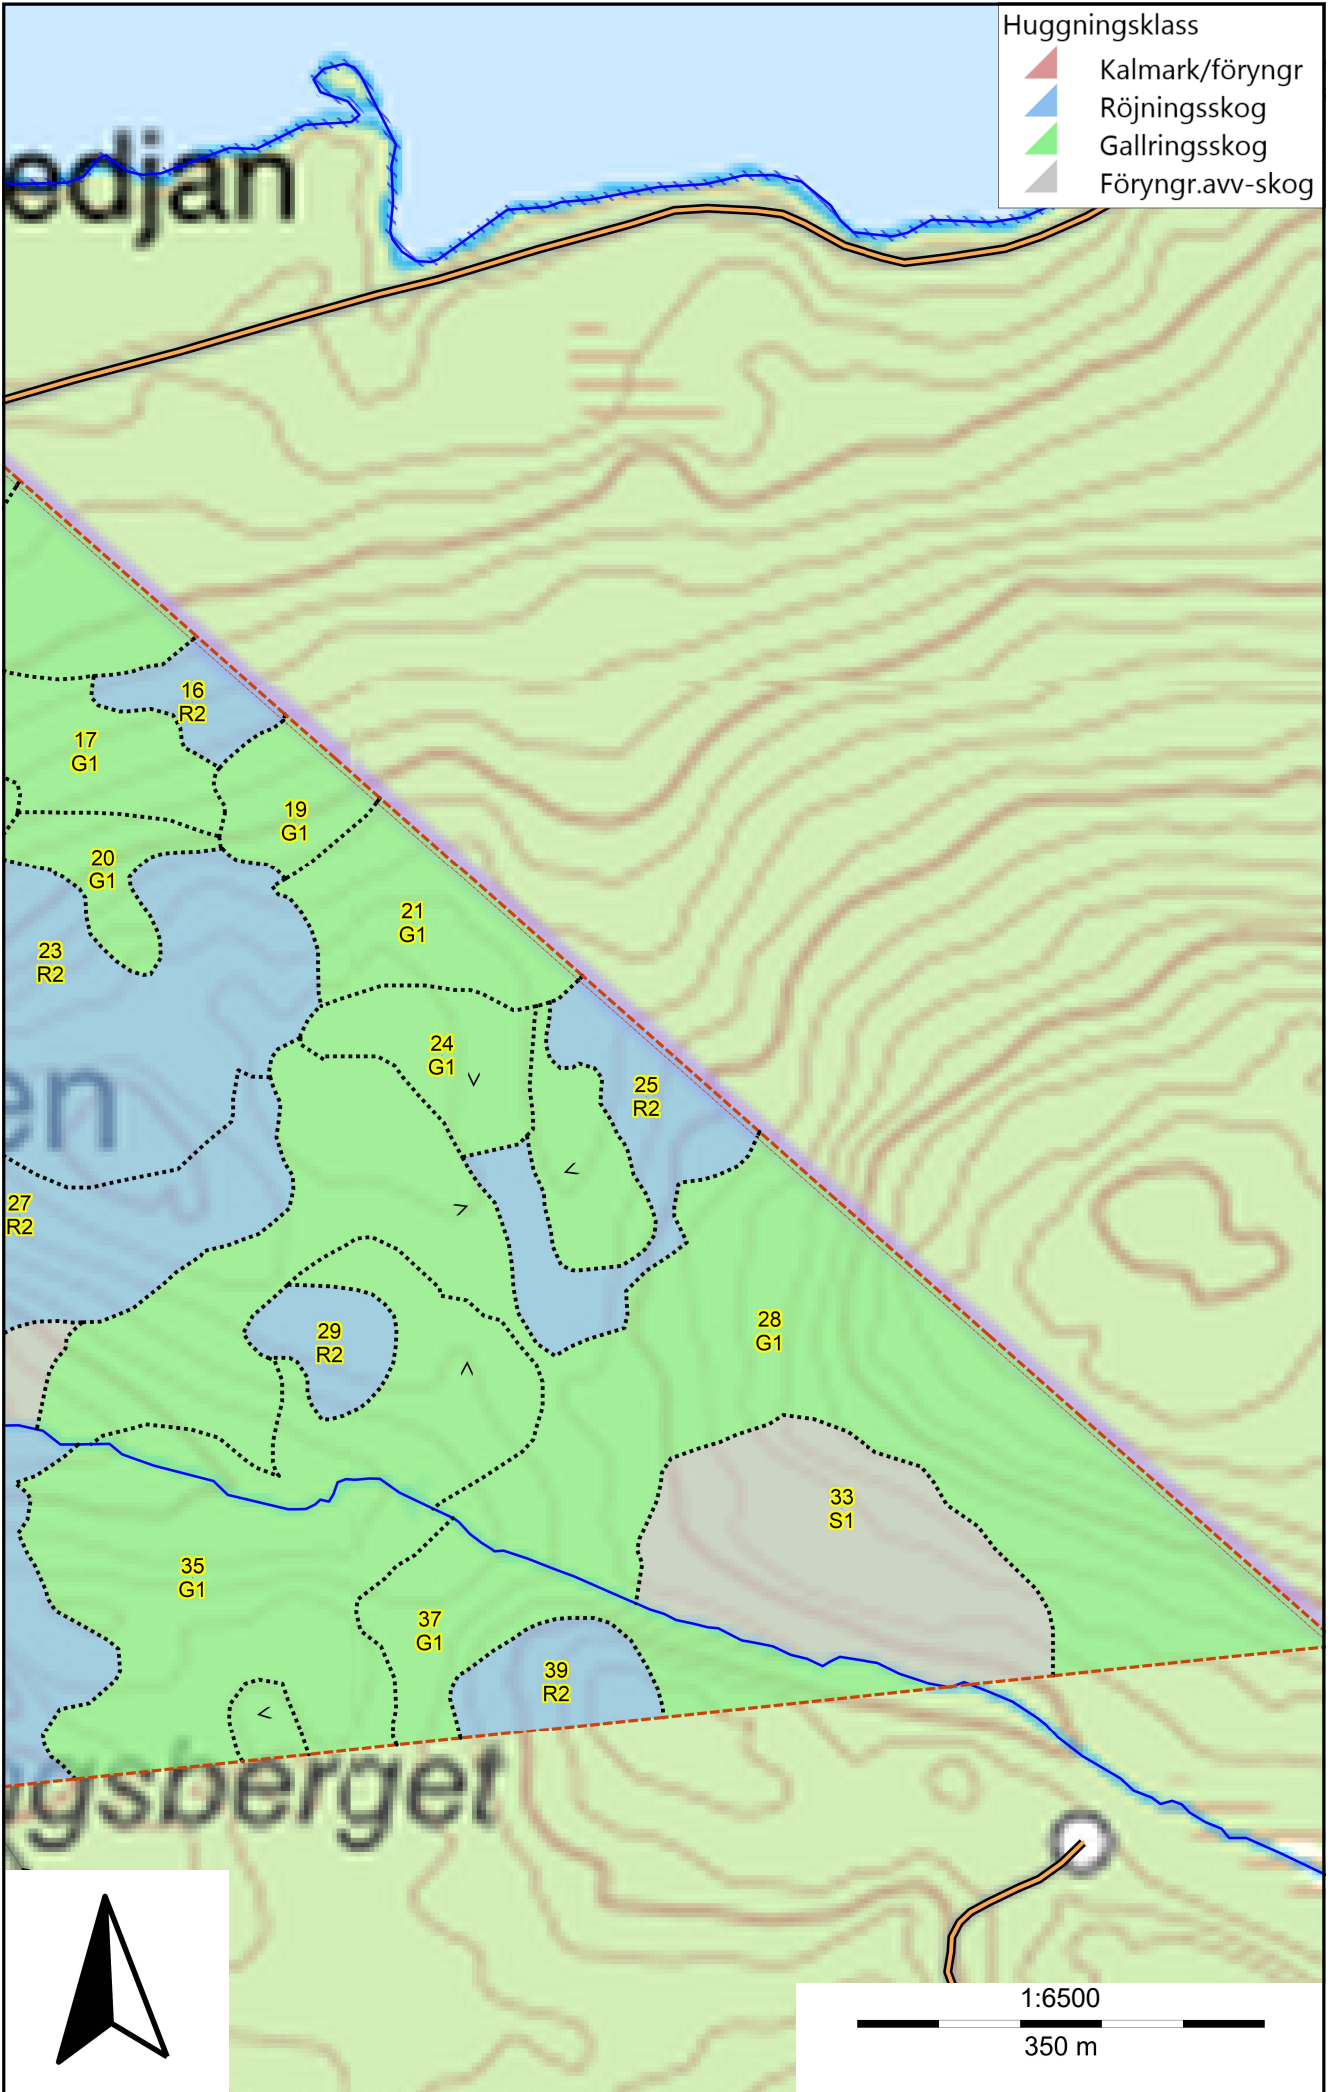 Huggningsklass
Kalmark/föryngr
Röjningsskog
Gallringsskog
Föryngr.avv-skog
edjan
16
R2
17
G1
19
G1
20
G1
21
G1
23
R2
24
G1
25
R2
en
27
R2
28
G1
29
R2
33
S1
35
G1
37
G1
39
R2
gsberget
1:6500
350 m